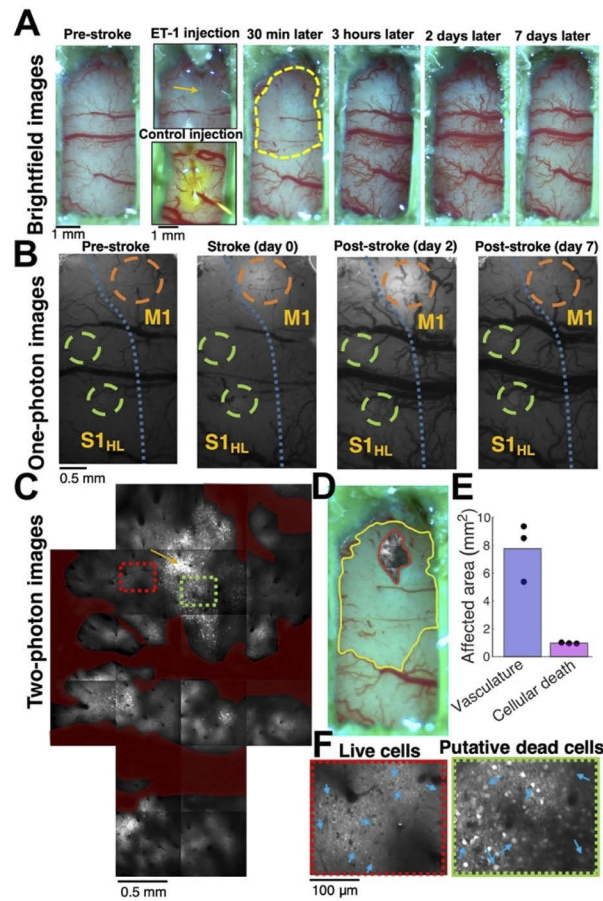 A
Pre-stroke
ET-1 injection
30 min later
3 hours later
2 days later
7 days later
Control injection
Brightfield images
1 mm
1 mm
B
Pre-stroke
Stroke (day 0)
Post-stroke (day 2)
Post-stroke (day 7)
One-photon images
M1
M1
M1
M1
S1HL
S1HL
S1HL
S1HL
0.5 mm
C
Two-photon images
0.5 mm
D
E
Affected area (mm²)
10
8
6
4
2
0
Vasculature
Cellular death
F
Live cells
Putative dead cells
100 µm